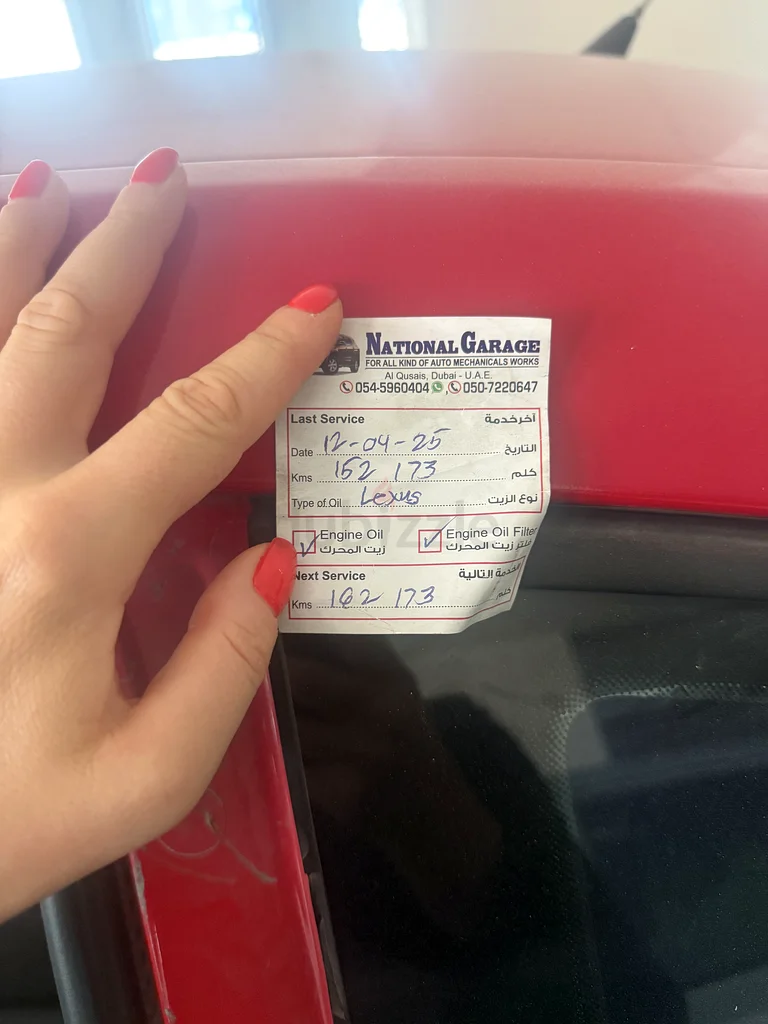 NATIONAL GARAGE
FOR ALL KIND OF AUTO MECHANICALS WORKS
Al Qusais, Dubai - U.A.E.
054-5960404 , 050-7220647
Last Service آخر خدمة
Date 12-04-25 التاريخ
Kms 152 173 كلم
Type of Oil Lexus نوع الزيت
Engine Oil Engine Oil Filter
زيت المحرك فلتر زيت المحرك
Next Service الخدمة التالية
Kms 162 173 كلم